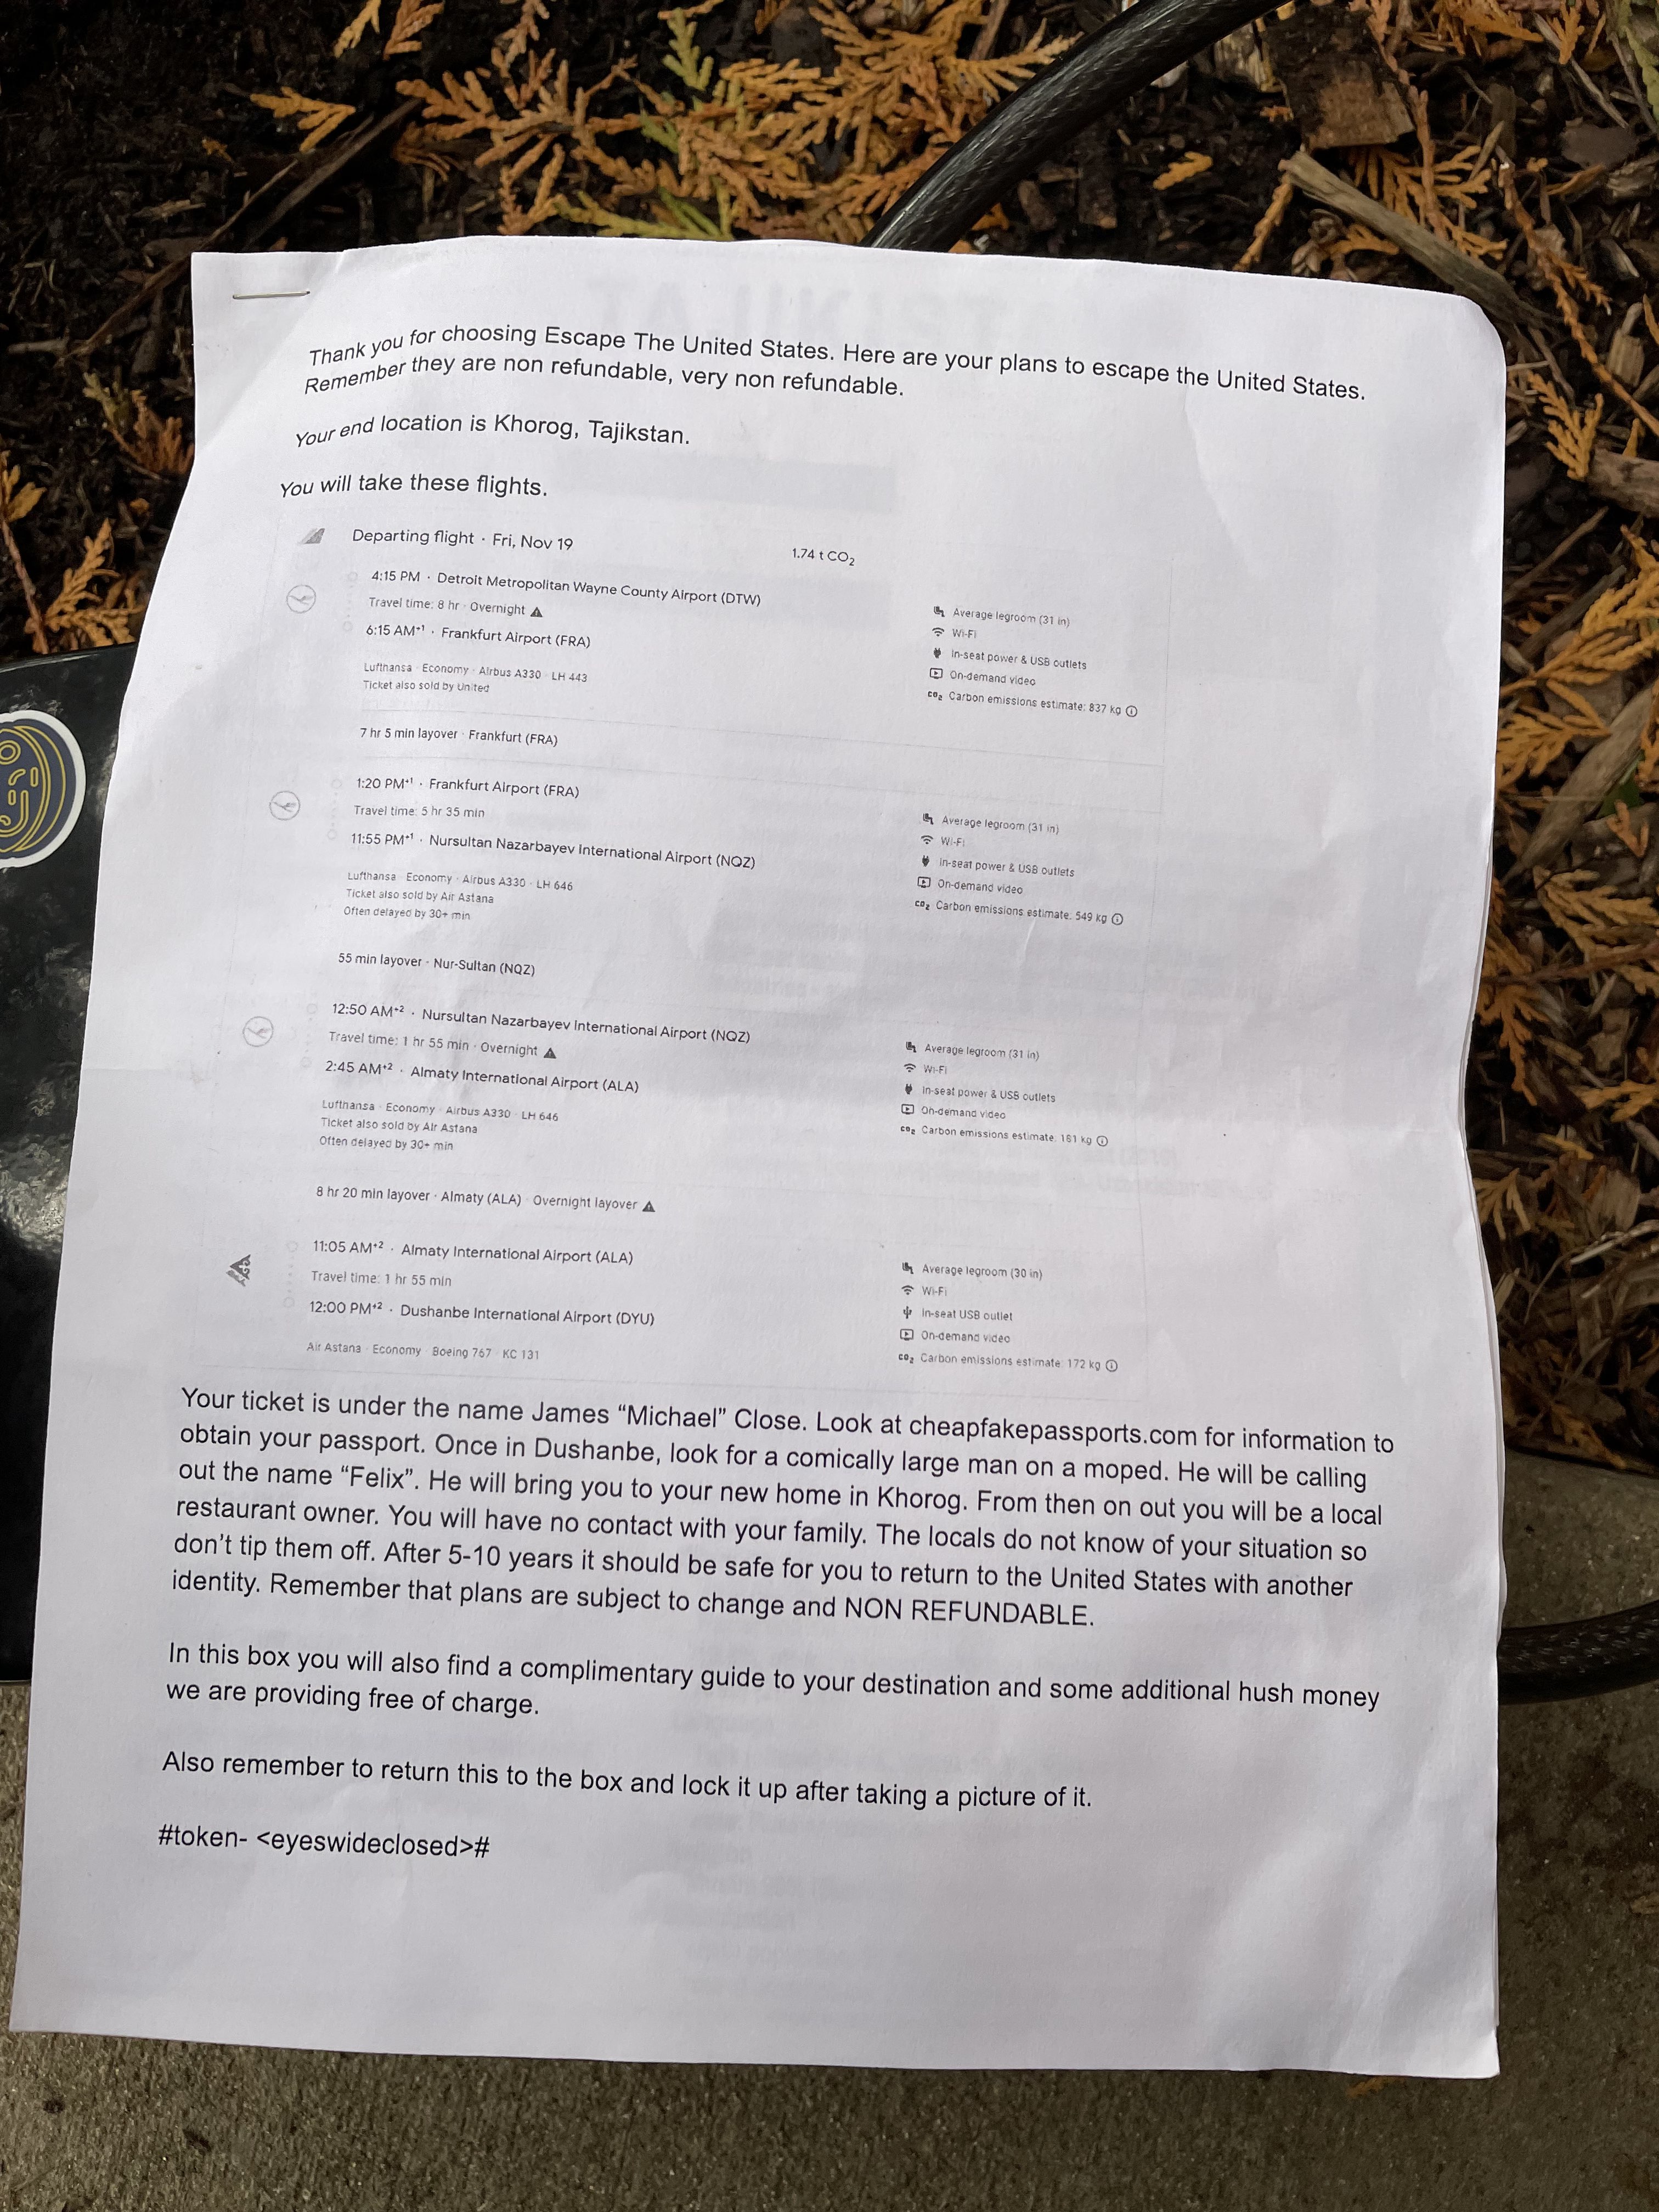 Thank you for choosing Escape The United States. Here are your plans to escape the United States.
Remember they are non refundable, very non refundable.
Your end location is Khorog, Tajikstan.
You will take these flights.
Departing flight · Fri, Nov 19
1.74 t CO₂
4:15 PM · Detroit Metropolitan Wayne County Airport (DTW)
Travel time: 8 hr · Overnight
6:15 AM+1 · Frankfurt Airport (FRA)
Lufthansa · Economy · Airbus A330 · LH 443
Ticket also sold by United
Average legroom (31 in)
Wi-Fi
In-seat power & USB outlets
On-demand video
CO₂ Carbon emissions estimate: 837 kg
7 hr 5 min layover · Frankfurt (FRA)
1:20 PM+1 · Frankfurt Airport (FRA)
Travel time: 5 hr 35 min
11:55 PM+1 · Nursultan Nazarbayev International Airport (NQZ)
Lufthansa · Economy · Airbus A330 · LH 646
Ticket also sold by Air Astana
Often delayed by 30+ min
Average legroom (31 in)
Wi-Fi
In-seat power & USB outlets
On-demand video
CO₂ Carbon emissions estimate: 549 kg
55 min layover · Nur-Sultan (NQZ)
12:50 AM+2 · Nursultan Nazarbayev International Airport (NQZ)
Travel time: 1 hr 55 min · Overnight
2:45 AM+2 · Almaty International Airport (ALA)
Lufthansa · Economy · Airbus A330 · LH 646
Ticket also sold by Air Astana
Often delayed by 30+ min
Average legroom (31 in)
Wi-Fi
In-seat power & USB outlets
On-demand video
CO₂ Carbon emissions estimate: 161 kg
8 hr 20 min layover · Almaty (ALA) · Overnight layover
11:05 AM+2 · Almaty International Airport (ALA)
Travel time: 1 hr 55 min
12:00 PM+2 · Dushanbe International Airport (DYU)
Air Astana · Economy · Boeing 767 · KC 131
Average legroom (30 in)
Wi-Fi
In-seat USB outlet
On-demand video
CO₂ Carbon emissions estimate: 172 kg
Your ticket is under the name James “Michael” Close. Look at cheapfakepassports.com for information to
obtain your passport. Once in Dushanbe, look for a comically large man on a moped. He will be calling
out the name “Felix”. He will bring you to your new home in Khorog. From then on out you will be a local
restaurant owner. You will have no contact with your family. The locals do not know of your situation so
don’t tip them off. After 5-10 years it should be safe for you to return to the United States with another
identity. Remember that plans are subject to change and NON REFUNDABLE.
In this box you will also find a complimentary guide to your destination and some additional hush money
we are providing free of charge.
Also remember to return this to the box and lock it up after taking a picture of it.
#token- <eyeswideclosed>#